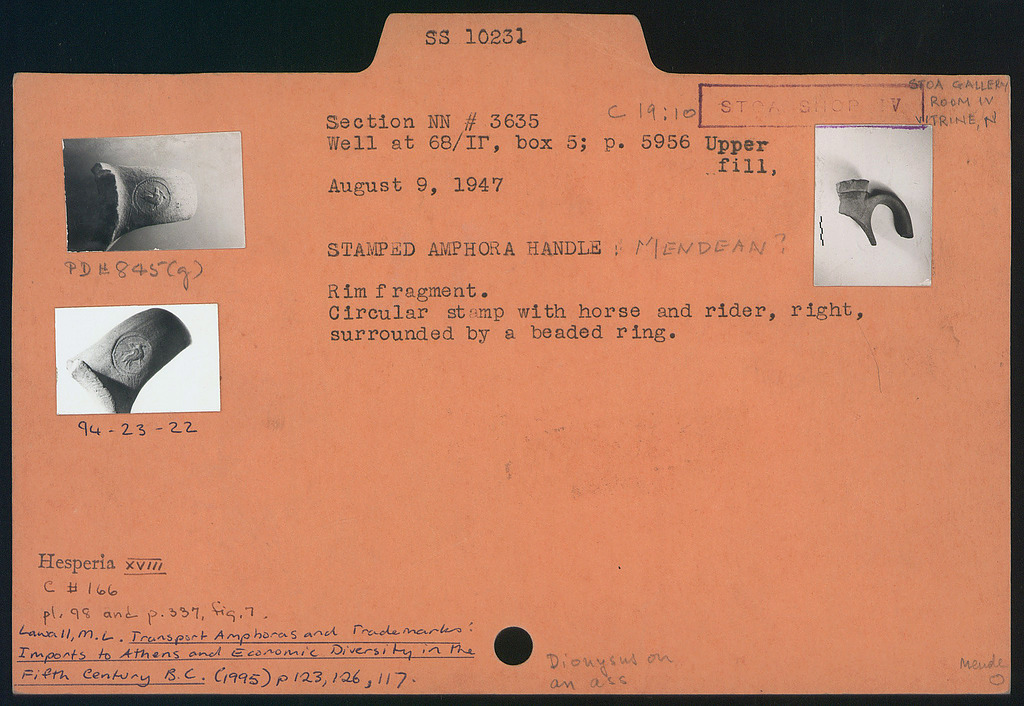 SS 10231
Section NN # 3635
C 19:10
STOA SHOP IV
STOA GALLERY
ROOM IV
VITRINE, N
Well at 68/ΙΓ, box 5; p. 5956 Upper
fill,
August 9, 1947
STAMPED AMPHORA HANDLE : MENDEAN?
Rim fragment.
Circular stamp with horse and rider, right,
surrounded by a beaded ring.
PD# 845(g)
94-23-22
Hesperia XVIII
C # 166
pl. 98 and p. 337, fig. 7.
Lawall, M.L. Transport Amphoras and Trademarks:
Imports to Athens and Economic Diversity in the
Fifth Century B.C. (1995) p 123, 126, 117.
Dionysus on
an ass
Mende